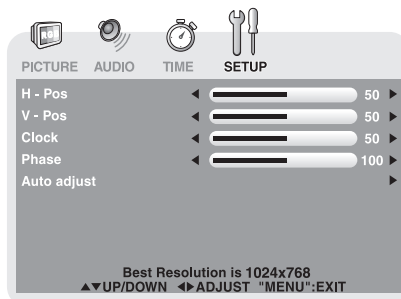 RGB
PICTURE AUDIO TIME SETUP
H - Pos ◀ 50 ▶
V - Pos ◀ 50 ▶
Clock ◀ 50 ▶
Phase ◀ 100 ▶
Auto adjust ▶
Best Resolution is 1024x768
▲▼UP/DOWN ◀▶ADJUST "MENU":EXIT